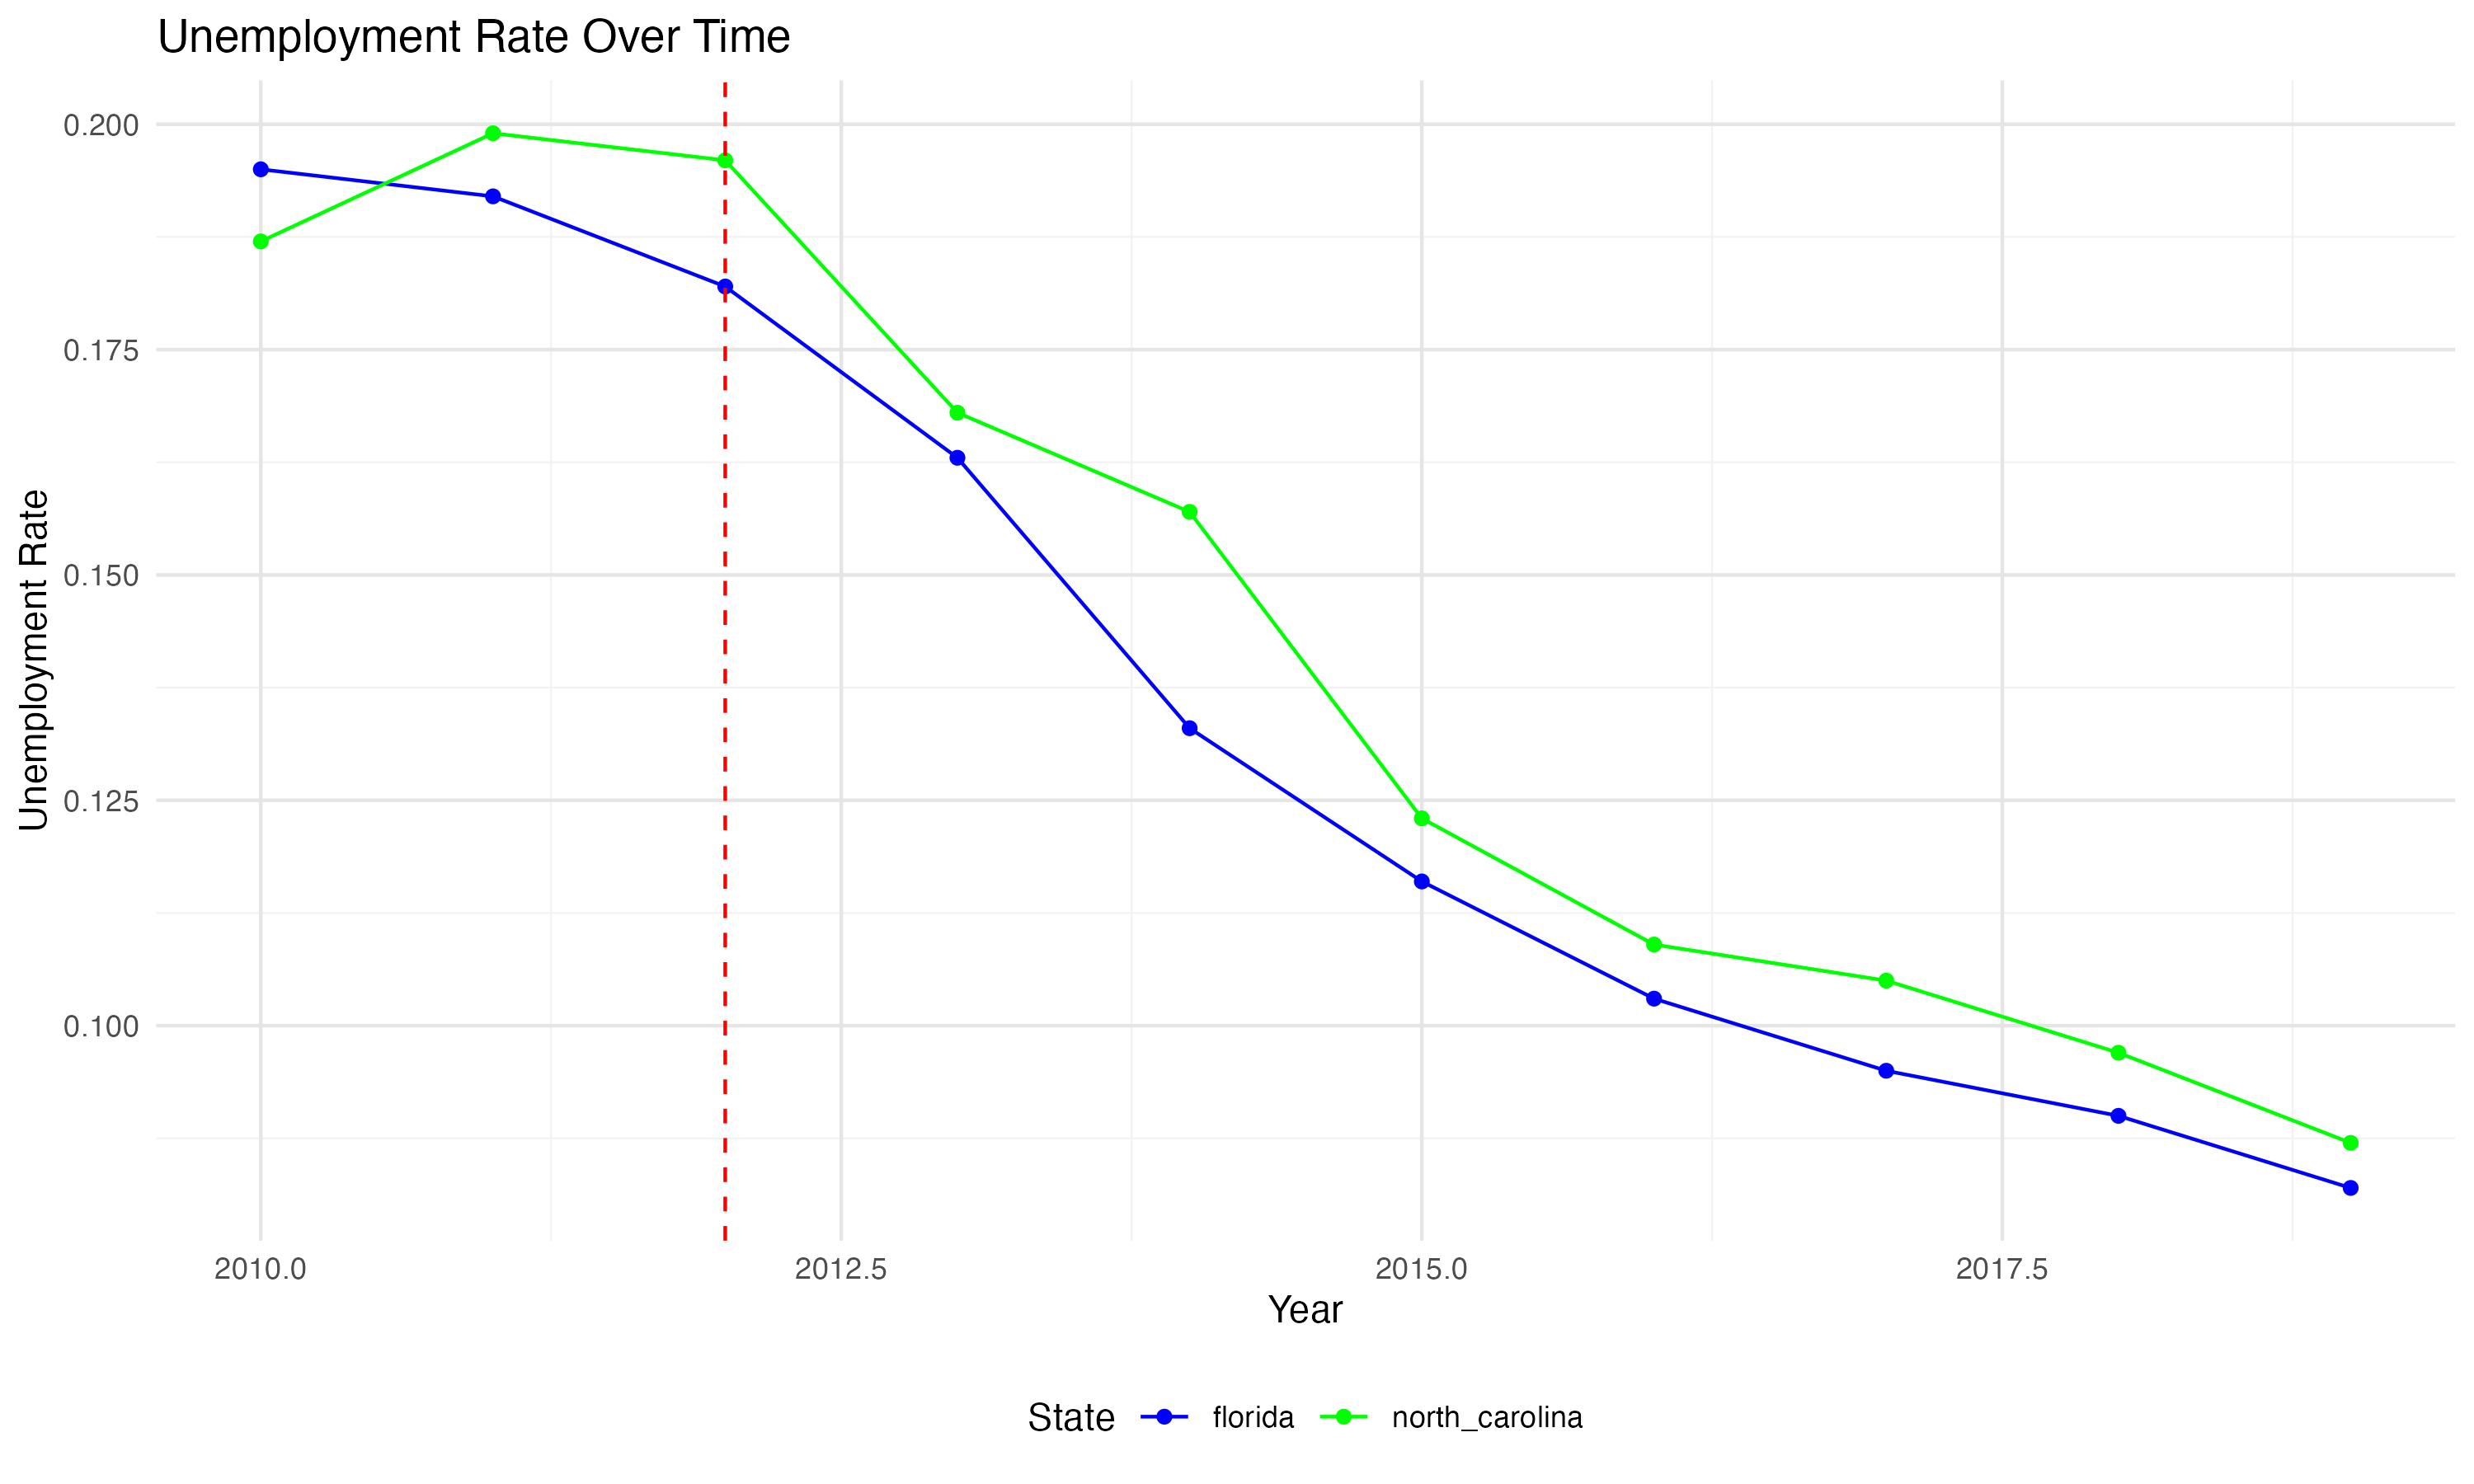 Unemployment Rate Over Time
0.200
0.175
0.150
0.125
0.100
Unemployment Rate
2010.0 2012.5 2015.0 2017.5
Year
State florida north_carolina